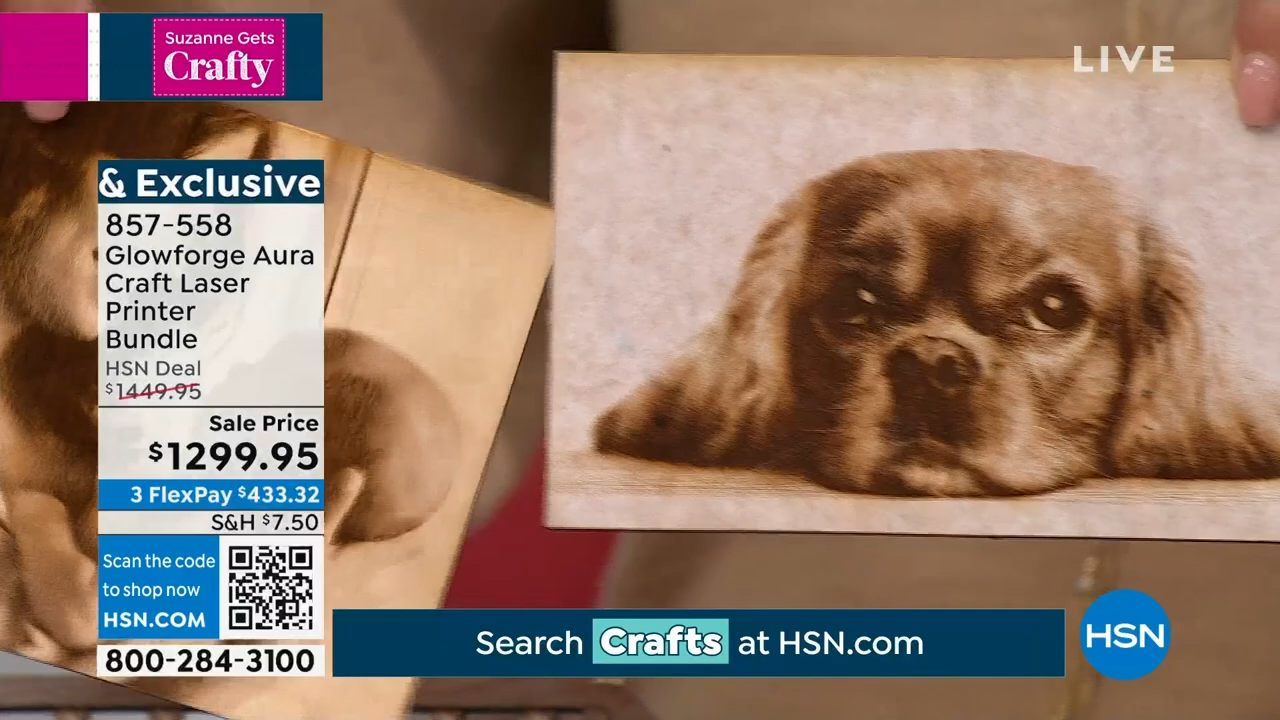 Suzanne Gets
Crafty
LIVE
& Exclusive
857-558
Glowforge Aura
Craft Laser
Printer
Bundle
HSN Deal
$1449.95
Sale Price
$1299.95
3 FlexPay $433.32
S&H $7.50
Scan the code
to shop now
HSN.COM
800-284-3100
Search Crafts at HSN.com
HSN